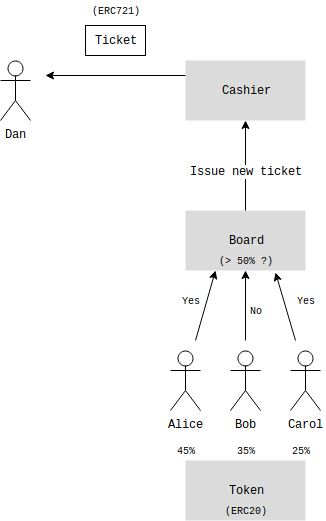 (ERC721)
Ticket
Cashier
Dan
Issue new ticket
Board
(> 50% ?)
Yes
No
Yes
Alice
Bob
Carol
45%
35%
25%
Token
(ERC20)